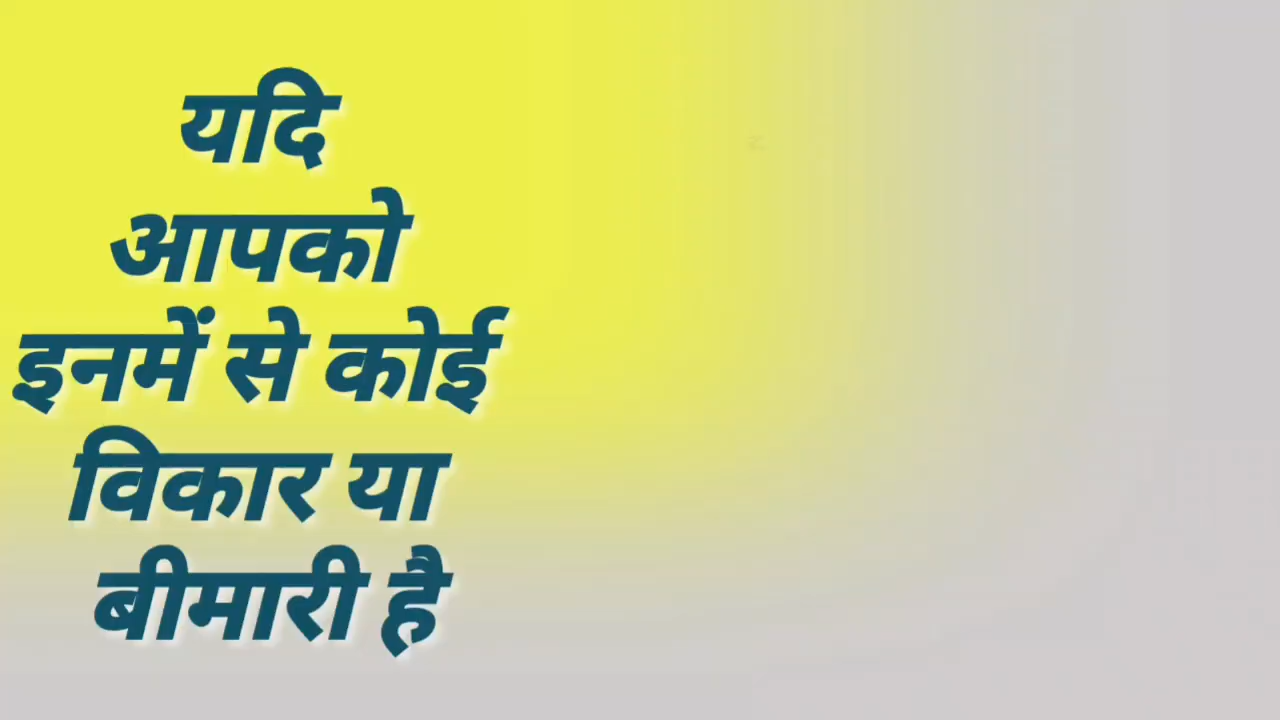 यदि
आपको
इनमें से कोई
विकार या
बीमारी है